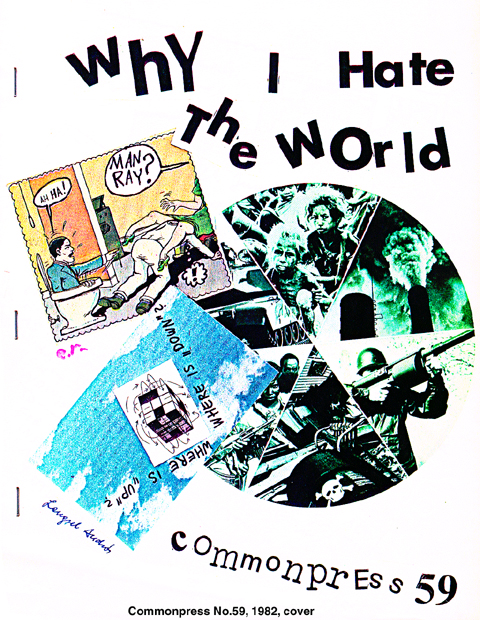 WhY I Hate
The WOrld
AH HA!
MAN
RAY?
WHERE IS "DOWN"?
WHERE IS
"UP"?
cOmmonprEss 59
Commonpress No.59, 1982, cover